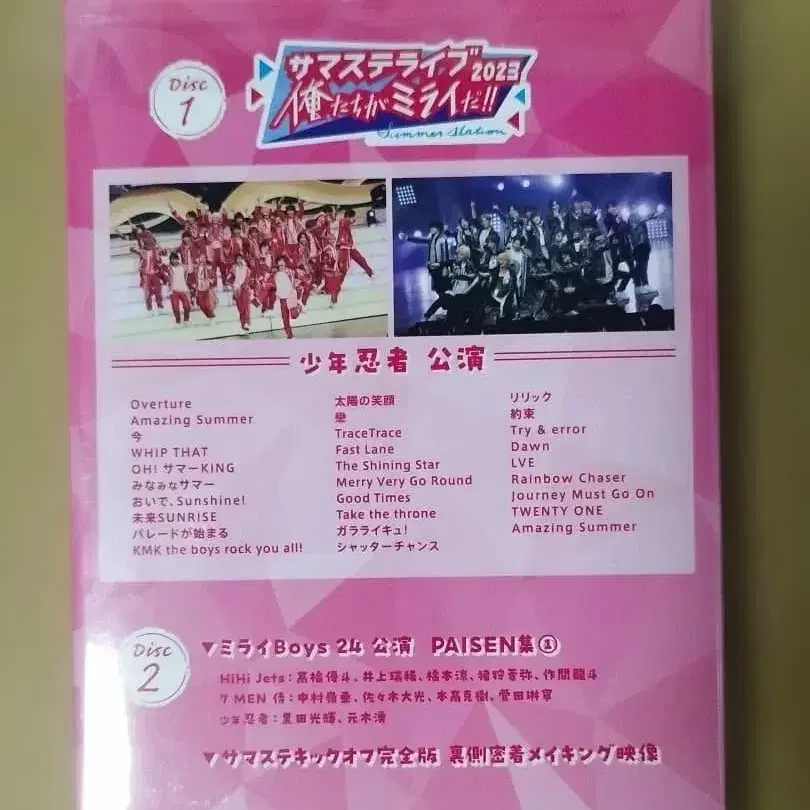 Disc
1
サマステライブ 2023
俺たちがミライだ!!
Summer Station
少年忍者 公演
Overture
Amazing Summer
今
WHIP THAT
OH! サマーKING
みなみなサマー
おいで、Sunshine!
未来SUNRISE
パレードが始まる
KMK the boys rock you all!
太陽の笑顔
戀
TraceTrace
Fast Lane
The Shining Star
Merry Very Go Round
Good Times
Take the throne
ガラライキュ!
シャッターチャンス
リリック
約束
Try & error
Dawn
LVE
Rainbow Chaser
Journey Must Go On
TWENTY ONE
Amazing Summer
Disc
2
▼ミライBoys 24 公演 PAISEN集①
HiHi Jets:髙橋優斗、井上瑞稀、橋本涼、猪狩蒼弥、作間龍斗
7 MEN 侍:中村嶺亜、佐々木大光、本髙克樹、菅田琳寧
少年忍者:黒田光輝、元木湧
▼サマステキックオフ完全版 裏側密着メイキング映像